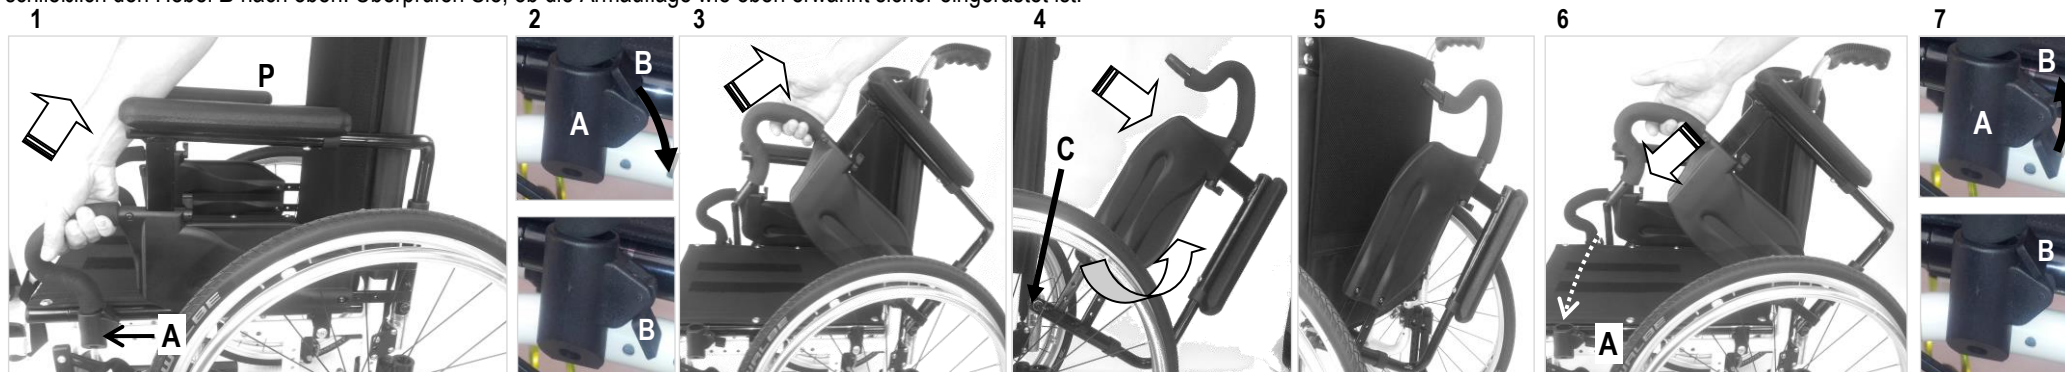 schließlich den Hebel B nach oben. Überprüfen Sie, ob die Armauflage wie oben erwähnt sicher eingerastet ist.
1 2 3 4 5 6 7
P
A
B
A
B
C
A
B
A
B